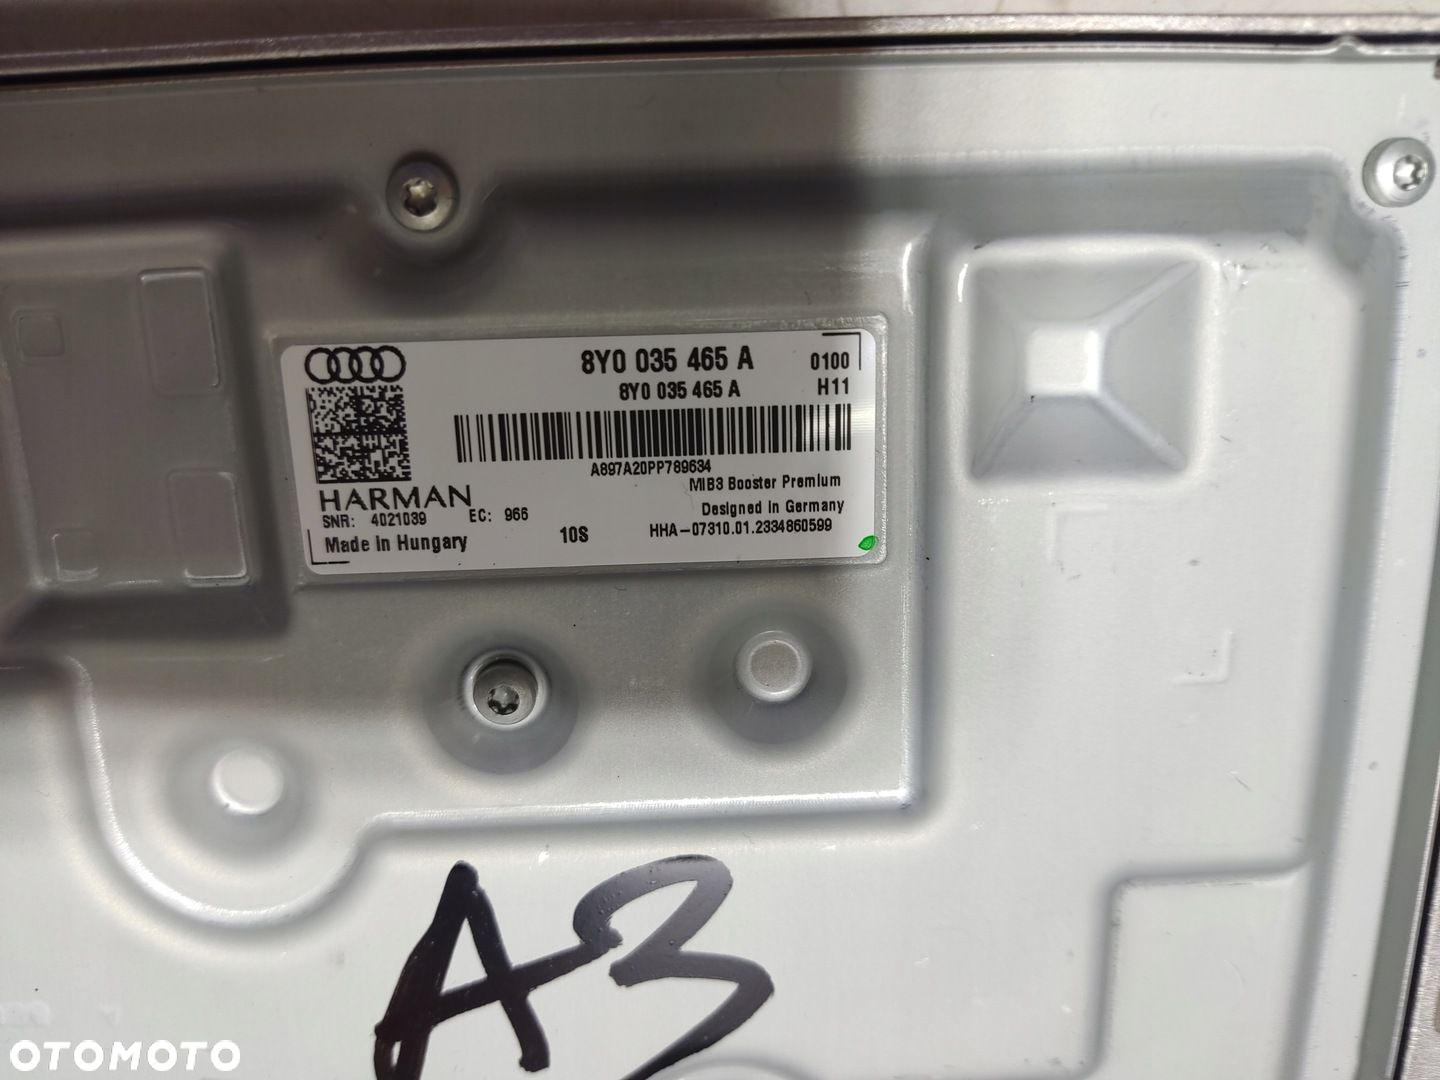 8Y0 035 465 A 0100
8Y0 035 465 A H11
A897A20PP789634
MIB3 Booster Premium
HARMAN
SNR: 4021039 EC: 966
Designed in Germany
Made in Hungary 10S HHA-07310.01.2334860599
A3
OTOMOTO